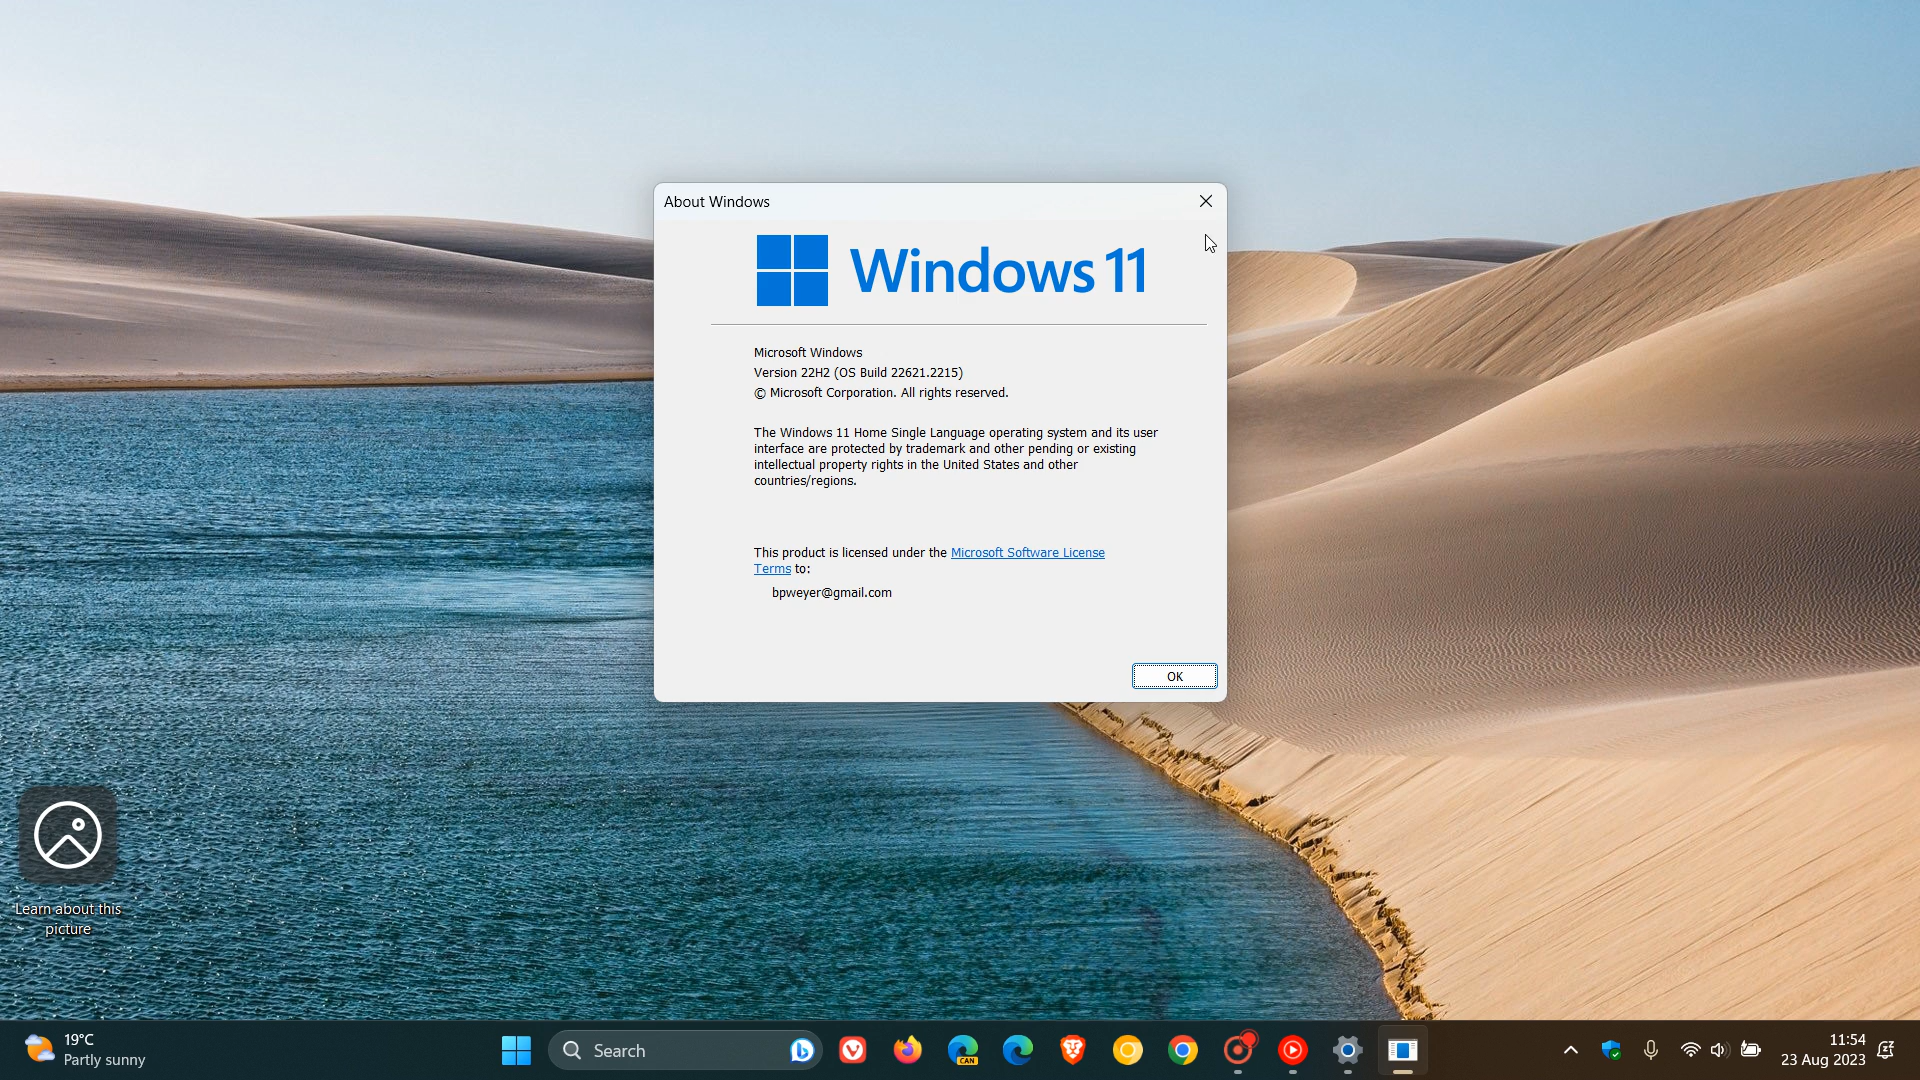 About Windows
Windows 11
Microsoft Windows
Version 22H2 (OS Build 22621.2215)
© Microsoft Corporation. All rights reserved.
The Windows 11 Home Single Language operating system and its user
interface are protected by trademark and other pending or existing
intellectual property rights in the United States and other
countries/regions.
This product is licensed under the Microsoft Software License
Terms to:
bpweyer@gmail.com
OK
Learn about this
picture
19°C
Partly sunny
Search
CAN
11:54
23 Aug 2023